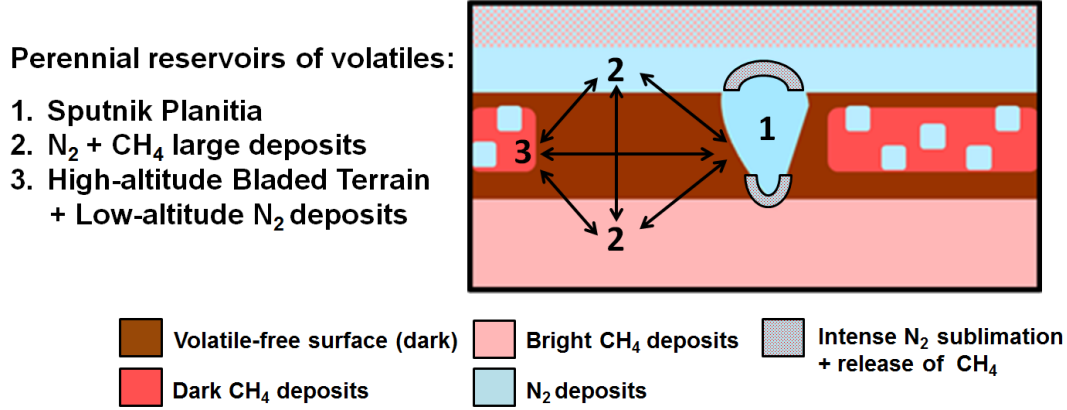 Perennial reservoirs of volatiles:
1. Sputnik Planitia
2. N₂ + CH₄ large deposits
3. High-altitude Bladed Terrain
+ Low-altitude N₂ deposits
2
1
3
2
Volatile-free surface (dark)
Bright CH₄ deposits
Intense N₂ sublimation
+ release of CH₄
Dark CH₄ deposits
N₂ deposits